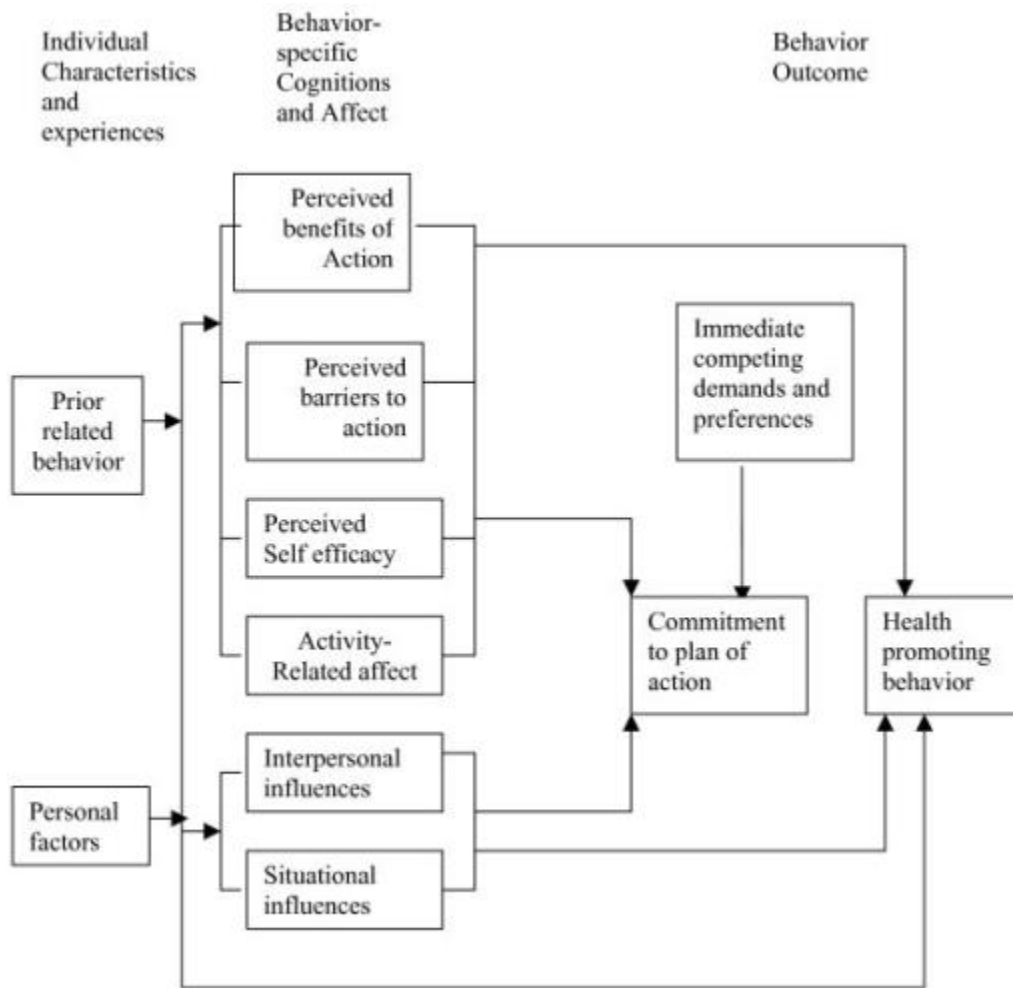 Individual
Characteristics
and
experiences
Behavior-
specific
Cognitions
and Affect
Behavior
Outcome
Perceived
benefits of
Action
Perceived
barriers to
action
Immediate
competing
demands and
preferences
Prior
related
behavior
Perceived
Self efficacy
Activity-
Related affect
Commitment
to plan of
action
Health
promoting
behavior
Interpersonal
influences
Personal
factors
Situational
influences